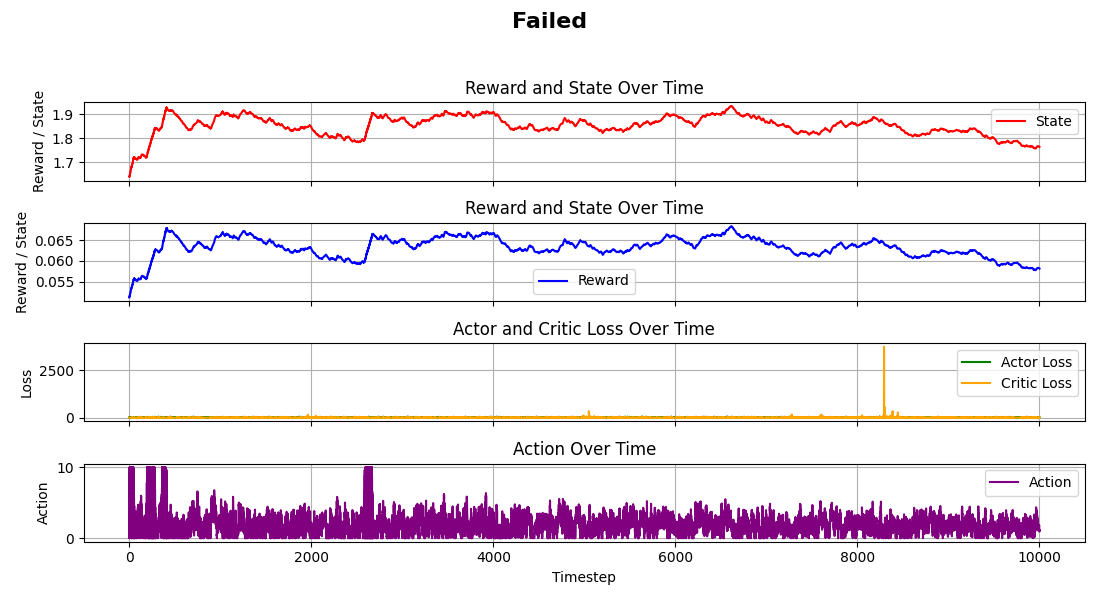 Failed
Reward and State Over Time
Reward / State
1.9
1.8
1.7
State
Reward and State Over Time
Reward / State
0.065
0.060
0.055
Reward
Actor and Critic Loss Over Time
Loss
2500
0
Actor Loss
Critic Loss
Action Over Time
Action
10
0
Action
0 2000 4000 6000 8000 10000
Timestep